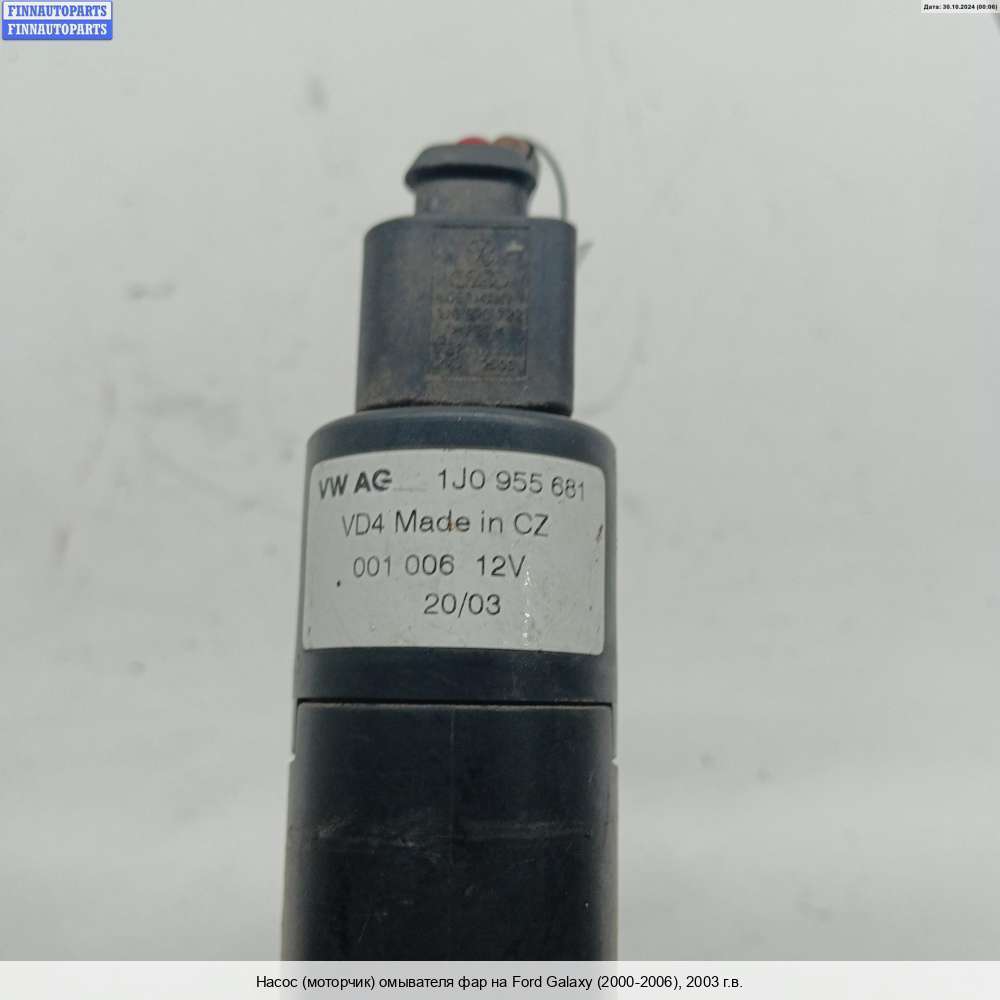 FINNAUTOPARTS
FINNAUTOPARTS
Дата: 30.10.2024 (00:06)
VW AG 1J0 955 681
VD4 Made in CZ
001 006 12V
20/03
Насос (моторчик) омывателя фар на Ford Galaxy (2000-2006), 2003 г.в.